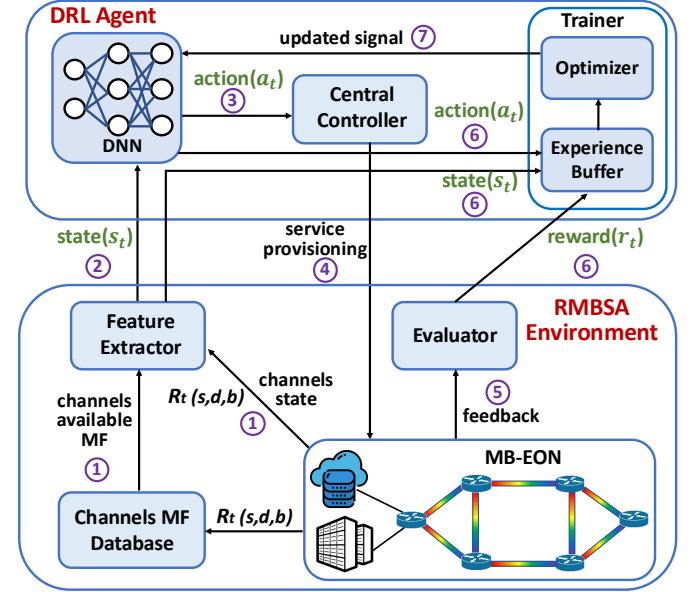 DRL Agent
Trainer
updated signal 7
Optimizer
action(aₜ)
3
Central
Controller
action(aₜ)
6
DNN
Experience
Buffer
state(sₜ)
6
state(sₜ)
2
service
provisioning
4
reward(rₜ)
6
RMBSA
Environment
Feature
Extractor
Evaluator
channels
available
MF
1
channels
state
Rₜ (s,d,b)
1
5
feedback
MB-EON
Channels MF
Database
Rₜ (s,d,b)